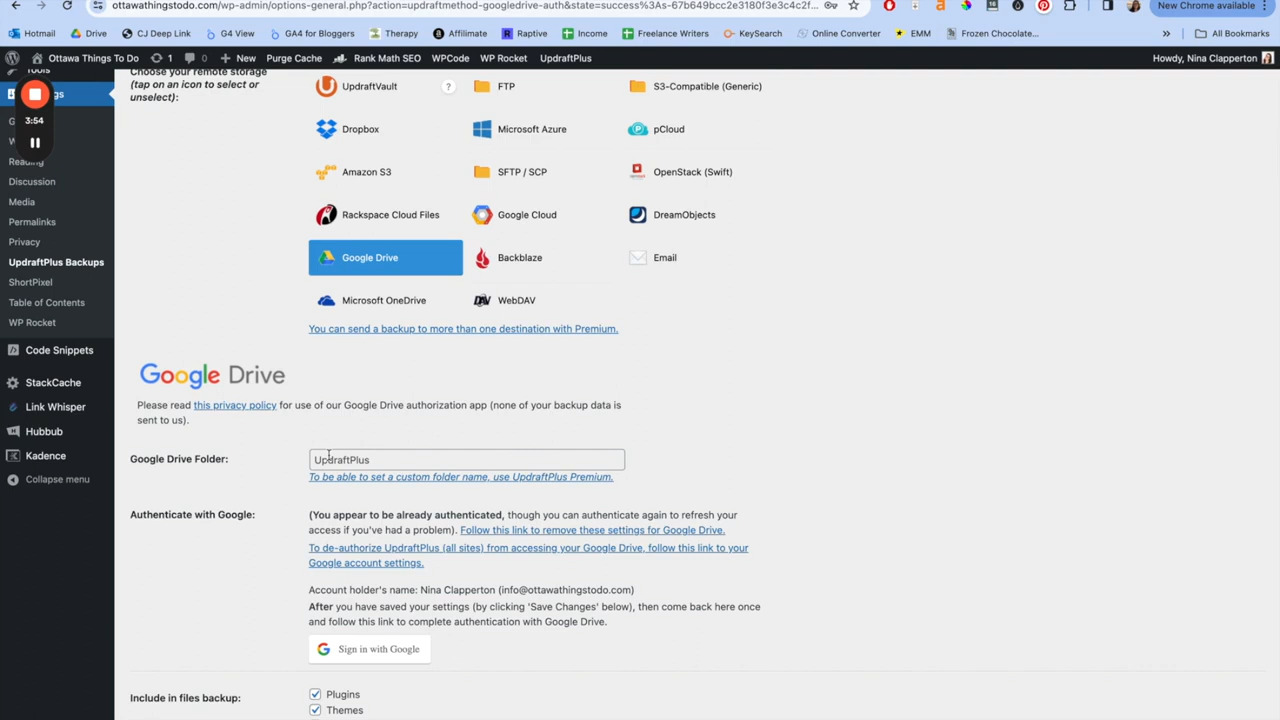 ottawathingstodo.com/wp-admin/options-general.php?action=updraftmethod-googledrive-auth&state=success%3As-67b649bcc2e3180f3e3c4c2f...
New Chrome available
Hotmail Drive CJ Deep Link G4 View GA4 for Bloggers Therapy Affilimate Raptive Income Freelance Writers KeySearch Online Converter EMM Frozen Chocolate... » All Bookmarks
Ottawa Things To Do 1 0 New Purge Cache Rank Math SEO WPCode WP Rocket UpdraftPlus Howdy, Nina Clapperton
Tools
3:54
Reading
Discussion
Media
Permalinks
Privacy
UpdraftPlus Backups
ShortPixel
Table of Contents
WP Rocket
Code Snippets
StackCache
Link Whisper
Hubbub
Kadence
Collapse menu
Choose your remote storage
(tap on an icon to select or
unselect):
UpdraftVault ? FTP S3-Compatible (Generic)
Dropbox Microsoft Azure pCloud
Amazon S3 SFTP / SCP OpenStack (Swift)
Rackspace Cloud Files Google Cloud DreamObjects
Google Drive Backblaze Email
Microsoft OneDrive DAV WebDAV
You can send a backup to more than one destination with Premium.
Google Drive
Please read this privacy policy for use of our Google Drive authorization app (none of your backup data is
sent to us).
Google Drive Folder: UpdraftPlus
To be able to set a custom folder name, use UpdraftPlus Premium.
Authenticate with Google: (You appear to be already authenticated, though you can authenticate again to refresh your
access if you've had a problem). Follow this link to remove these settings for Google Drive.
To de-authorize UpdraftPlus (all sites) from accessing your Google Drive, follow this link to your
Google account settings.
Account holder's name: Nina Clapperton (info@ottawathingstodo.com)
After you have saved your settings (by clicking 'Save Changes' below), then come back here once
and follow this link to complete authentication with Google Drive.
Sign in with Google
Include in files backup: Plugins
Themes